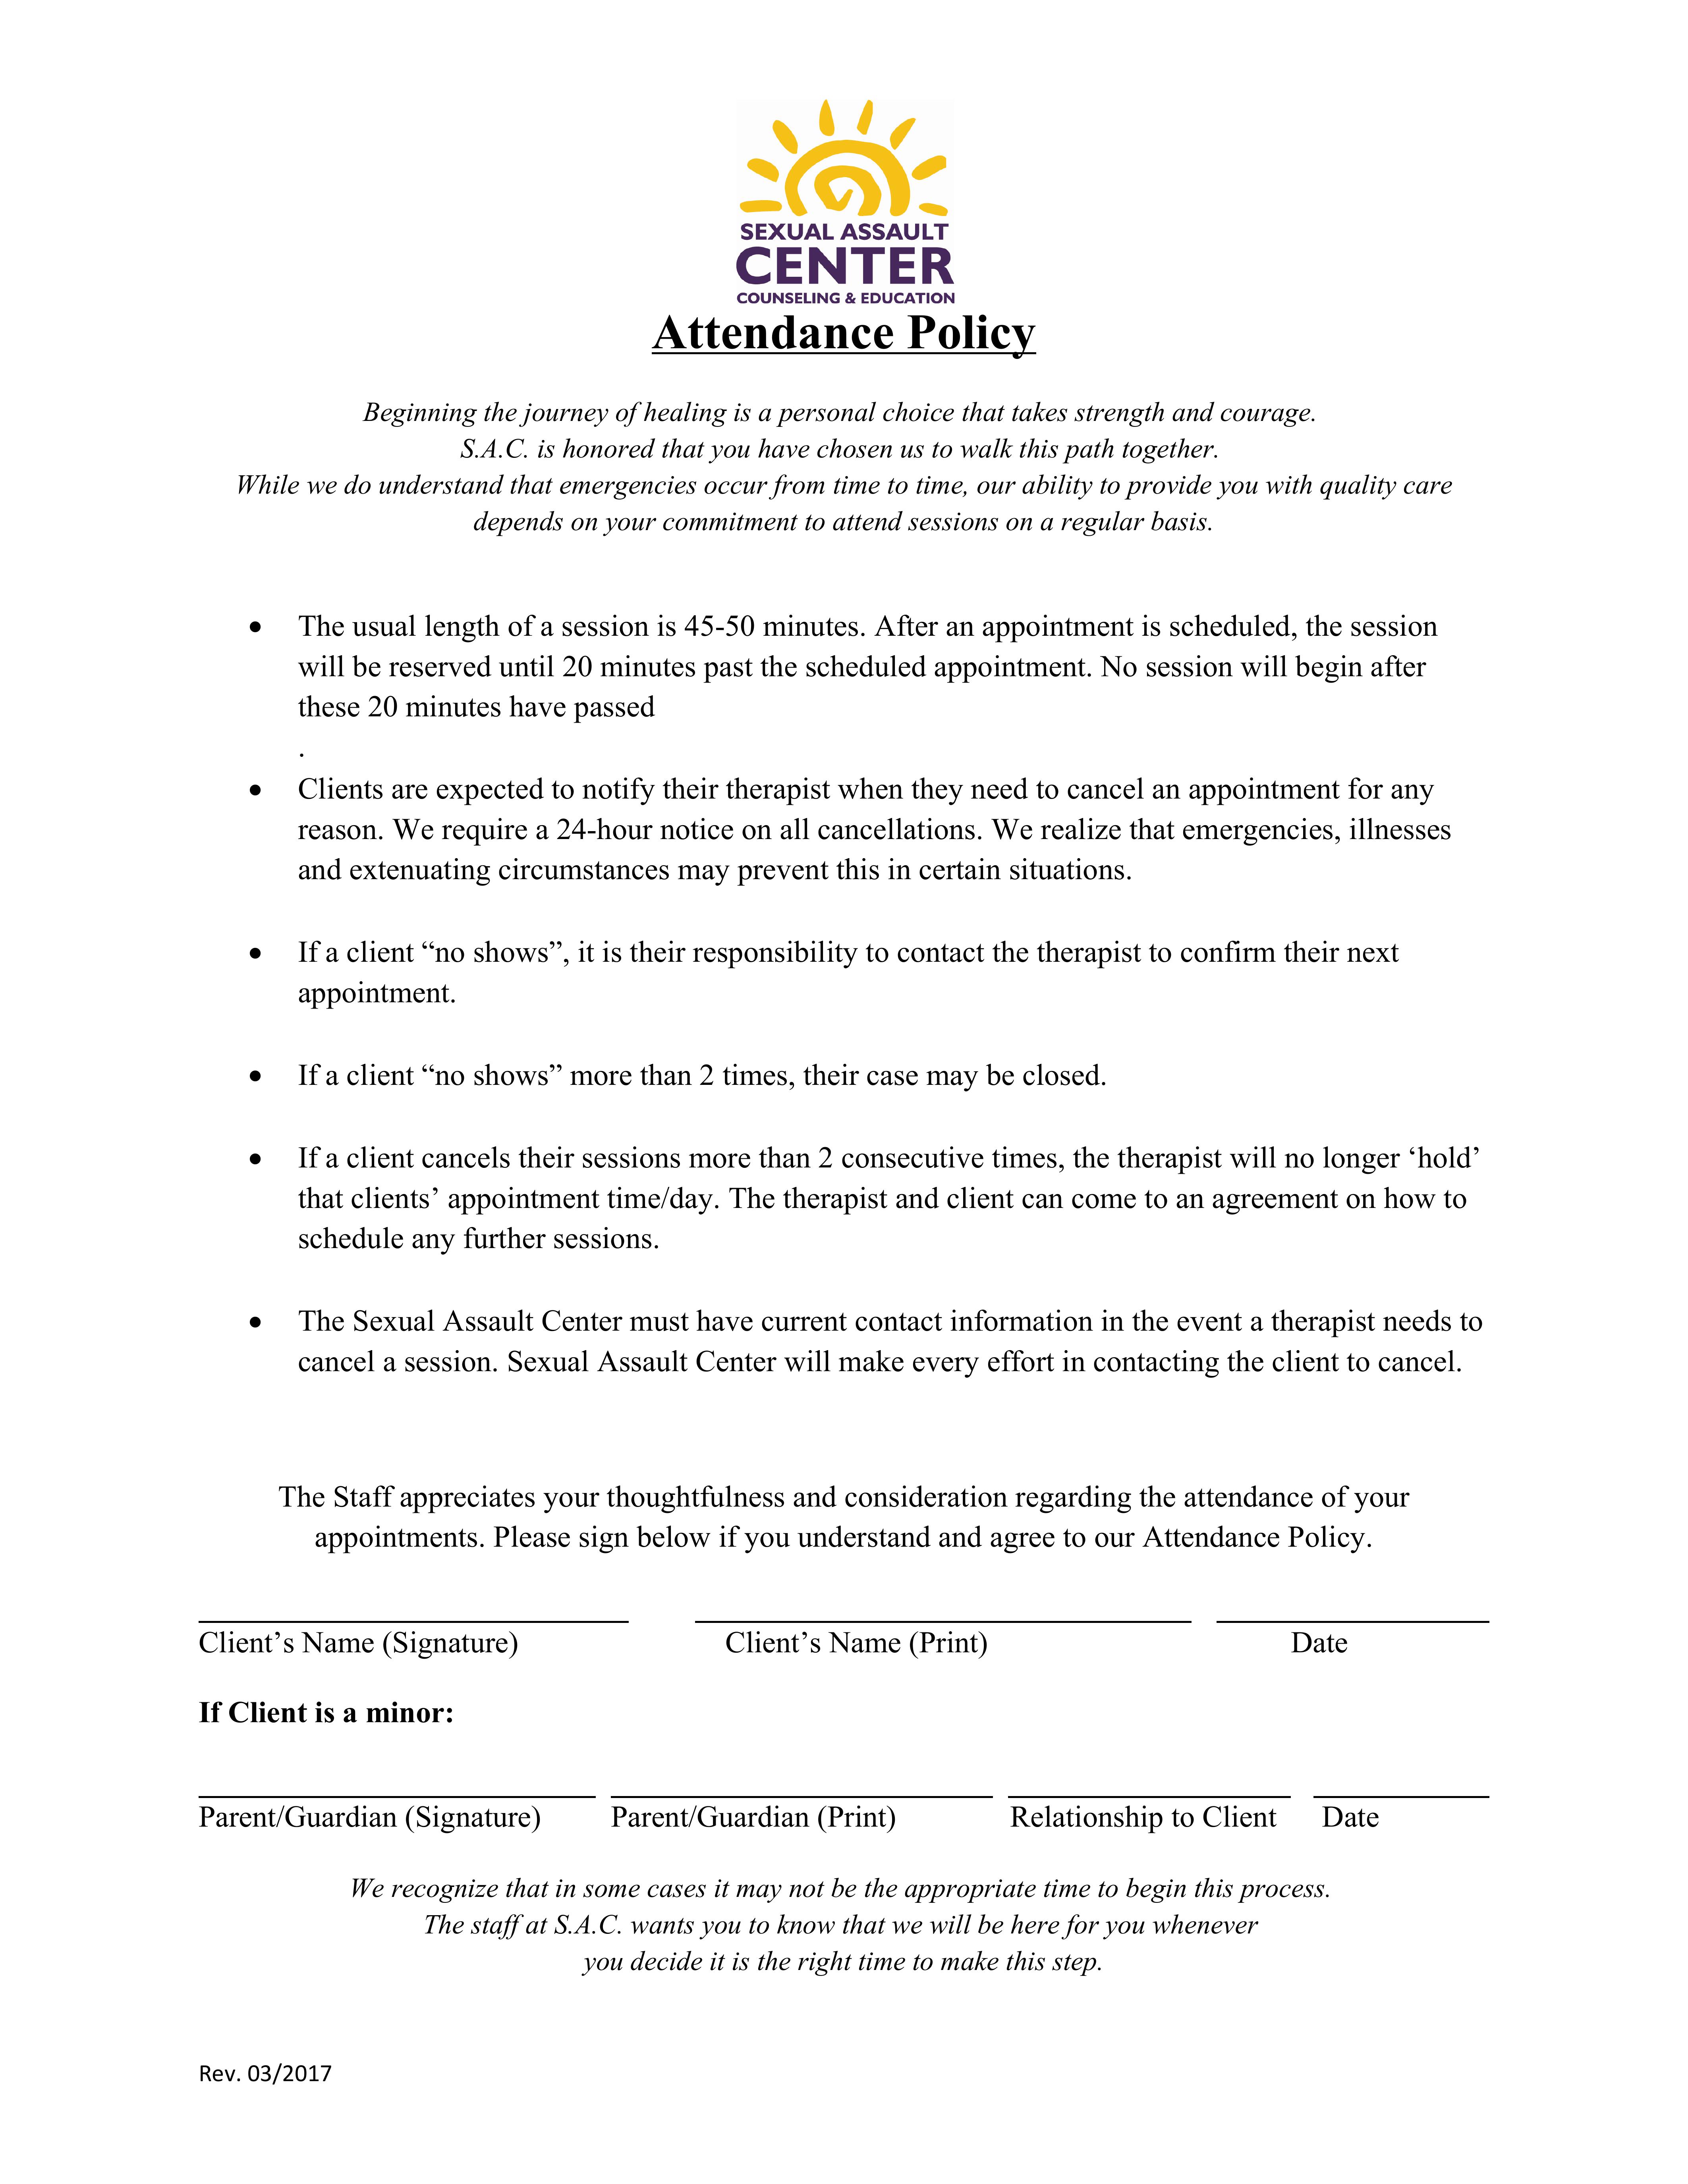 SEXUAL ASSAULT
CENTER
COUNSELING & EDUCATION
Attendance Policy
Beginning the journey of healing is a personal choice that takes strength and courage.
S.A.C. is honored that you have chosen us to walk this path together.
While we do understand that emergencies occur from time to time, our ability to provide you with quality care
depends on your commitment to attend sessions on a regular basis.
• The usual length of a session is 45-50 minutes. After an appointment is scheduled, the session
will be reserved until 20 minutes past the scheduled appointment. No session will begin after
these 20 minutes have passed
.
• Clients are expected to notify their therapist when they need to cancel an appointment for any
reason. We require a 24-hour notice on all cancellations. We realize that emergencies, illnesses
and extenuating circumstances may prevent this in certain situations.
• If a client “no shows”, it is their responsibility to contact the therapist to confirm their next
appointment.
• If a client “no shows” more than 2 times, their case may be closed.
• If a client cancels their sessions more than 2 consecutive times, the therapist will no longer ‘hold’
that clients’ appointment time/day. The therapist and client can come to an agreement on how to
schedule any further sessions.
• The Sexual Assault Center must have current contact information in the event a therapist needs to
cancel a session. Sexual Assault Center will make every effort in contacting the client to cancel.
The Staff appreciates your thoughtfulness and consideration regarding the attendance of your
appointments. Please sign below if you understand and agree to our Attendance Policy.
Client’s Name (Signature) Client’s Name (Print) Date
If Client is a minor:
Parent/Guardian (Signature) Parent/Guardian (Print) Relationship to Client Date
We recognize that in some cases it may not be the appropriate time to begin this process.
The staff at S.A.C. wants you to know that we will be here for you whenever
you decide it is the right time to make this step.
Rev. 03/2017